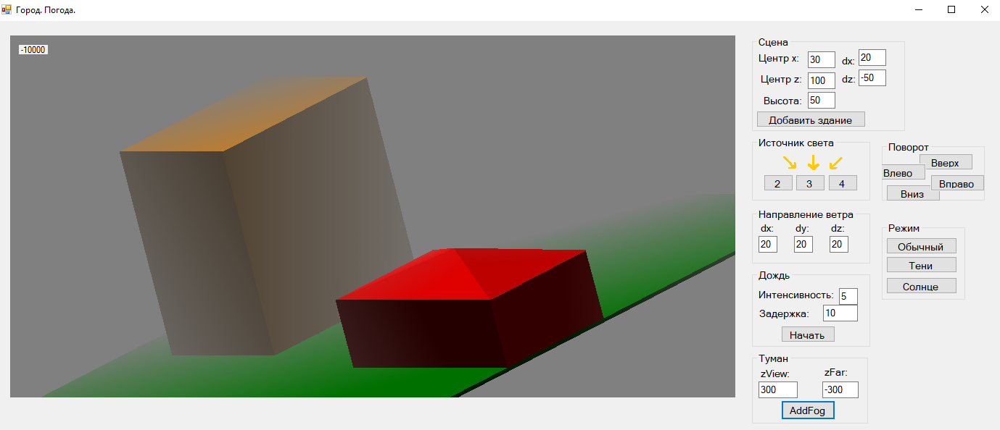 Город. Погода.
-10000
Сцена
Центр x: 30 dx: 20
Центр z: 100 dz: -50
Высота: 50
Добавить здание
Источник света
2 3 4
Поворот
Вверх
Влево
Вправо
Вниз
Направление ветра
dx: dy: dz:
20 20 20
Режим
Обычный
Тени
Солнце
Дождь
Интенсивность: 5
Задержка: 10
Начать
Туман
zView: zFar:
300 -300
AddFog